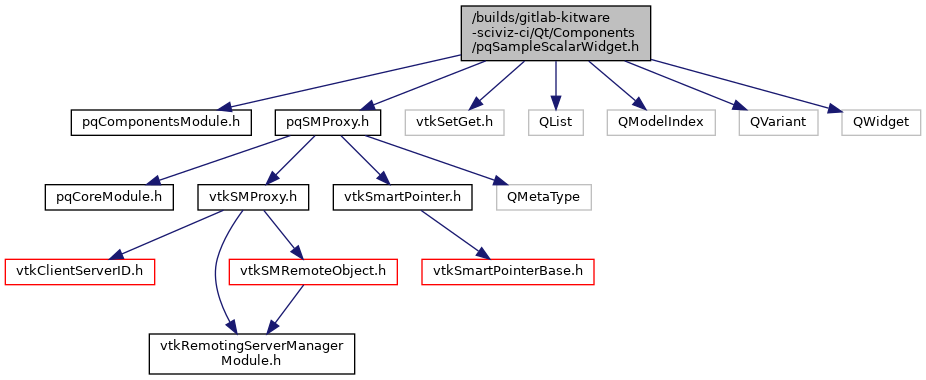 /builds/gitlab-kitware
-sciviz-ci/Qt/Components
/pqSampleScalarWidget.h
pqComponentsModule.h
pqSMProxy.h
vtkSetGet.h
QList
QModelIndex
QVariant
QWidget
pqCoreModule.h
vtkSMProxy.h
vtkSmartPointer.h
QMetaType
vtkClientServerID.h
vtkSMRemoteObject.h
vtkSmartPointerBase.h
vtkRemotingServerManager
Module.h